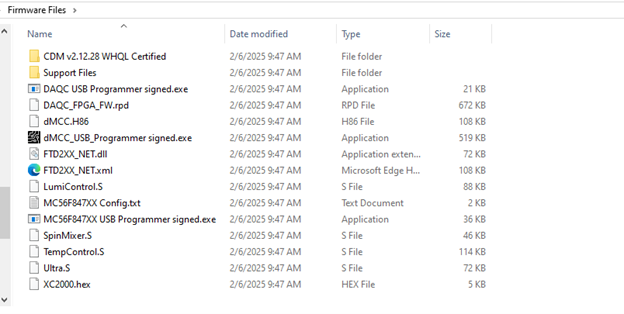 Firmware Files >
Name Date modified Type Size
CDM v2.12.28 WHQL Certified 2/6/2025 9:47 AM File folder
Support Files 2/6/2025 9:47 AM File folder
DAQC USB Programmer signed.exe 2/6/2025 9:47 AM Application 21 KB
DAQC_FPGA_FW.rpd 2/6/2025 9:47 AM RPD File 672 KB
dMCC.H86 2/6/2025 9:47 AM H86 File 108 KB
dMCC_USB_Programmer signed.exe 2/6/2025 9:47 AM Application 519 KB
FTD2XX_NET.dll 2/6/2025 9:47 AM Application exten... 72 KB
FTD2XX_NET.xml 2/6/2025 9:47 AM Microsoft Edge H... 108 KB
LumiControl.S 2/6/2025 9:47 AM S File 88 KB
MC56F847XX Config.txt 2/6/2025 9:47 AM Text Document 2 KB
MC56F847XX USB Programmer signed.exe 2/6/2025 9:47 AM Application 36 KB
SpinMixer.S 2/6/2025 9:47 AM S File 46 KB
TempControl.S 2/6/2025 9:47 AM S File 114 KB
Ultra.S 2/6/2025 9:47 AM S File 72 KB
XC2000.hex 2/6/2025 9:47 AM HEX File 5 KB